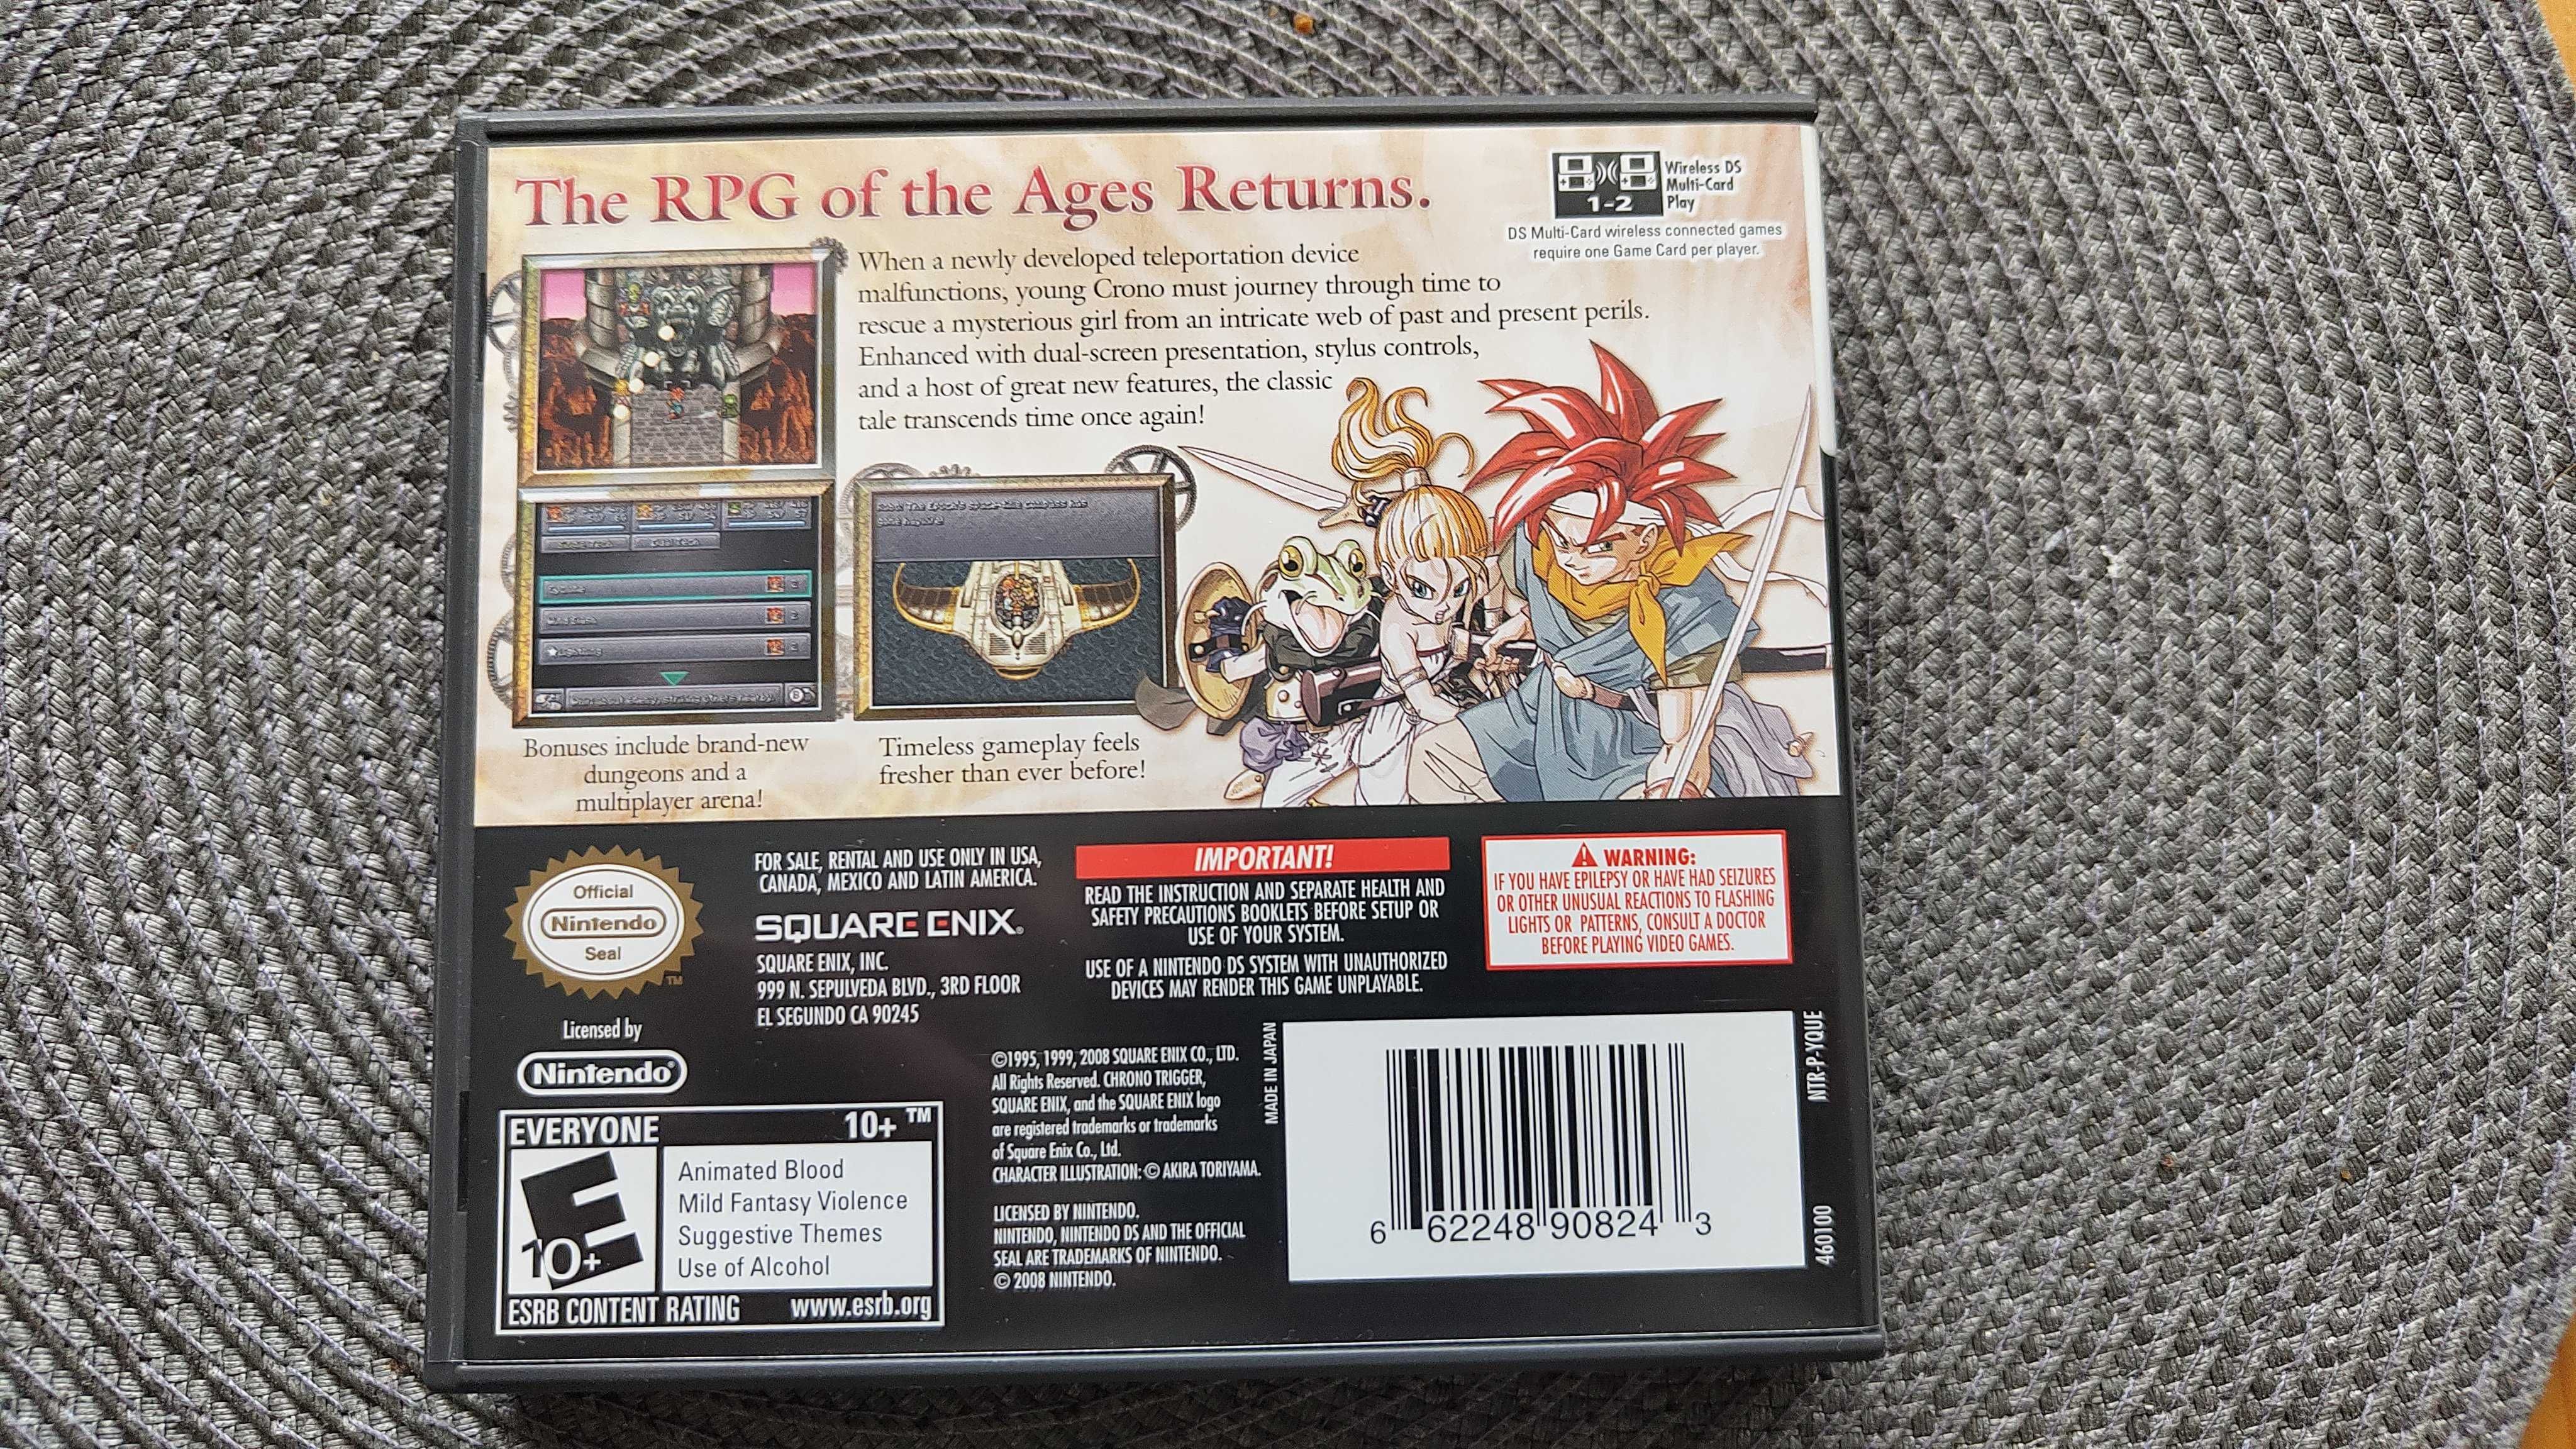 The RPG of the Ages Returns.
Wireless DS
Multi-Card
Play
1-2
DS Multi-Card wireless connected games
require one Game Card per player.
When a newly developed teleportation device
malfunctions, young Crono must journey through time to
rescue a mysterious girl from an intricate web of past and present perils.
Enhanced with dual-screen presentation, stylus controls,
and a host of great new features, the classic
tale transcends time once again!
Single Tech
Dual Tech
Cyclone
Lightning
Bonuses include brand-new
dungeons and a
multiplayer arena!
Timeless gameplay feels
fresher than ever before!
Official
Nintendo
Seal
TM
Licensed by
Nintendo®
FOR SALE, RENTAL AND USE ONLY IN USA,
CANADA, MEXICO AND LATIN AMERICA.
SQUARE ENIX®
SQUARE ENIX, INC.
999 N. SEPULVEDA BLVD., 3RD FLOOR
EL SEGUNDO CA 90245
IMPORTANT!
READ THE INSTRUCTION AND SEPARATE HEALTH AND
SAFETY PRECAUTIONS BOOKLETS BEFORE SETUP OR
USE OF YOUR SYSTEM.
USE OF A NINTENDO DS SYSTEM WITH UNAUTHORIZED
DEVICES MAY RENDER THIS GAME UNPLAYABLE.
WARNING:
IF YOU HAVE EPILEPSY OR HAVE HAD SEIZURES
OR OTHER UNUSUAL REACTIONS TO FLASHING
LIGHTS OR PATTERNS, CONSULT A DOCTOR
BEFORE PLAYING VIDEO GAMES.
EVERYONE 10+ ™
E
10+
Animated Blood
Mild Fantasy Violence
Suggestive Themes
Use of Alcohol
ESRB CONTENT RATING www.esrb.org
©1995, 1999, 2008 SQUARE ENIX CO., LTD.
All Rights Reserved. CHRONO TRIGGER,
SQUARE ENIX, and the SQUARE ENIX logo
are registered trademarks or trademarks
of Square Enix Co., Ltd.
CHARACTER ILLUSTRATION: © AKIRA TORIYAMA.
LICENSED BY NINTENDO.
NINTENDO, NINTENDO DS AND THE OFFICIAL
SEAL ARE TRADEMARKS OF NINTENDO.
© 2008 NINTENDO.
MADE IN JAPAN
6 62248 90824 3
NTR-P-YQUE
460100